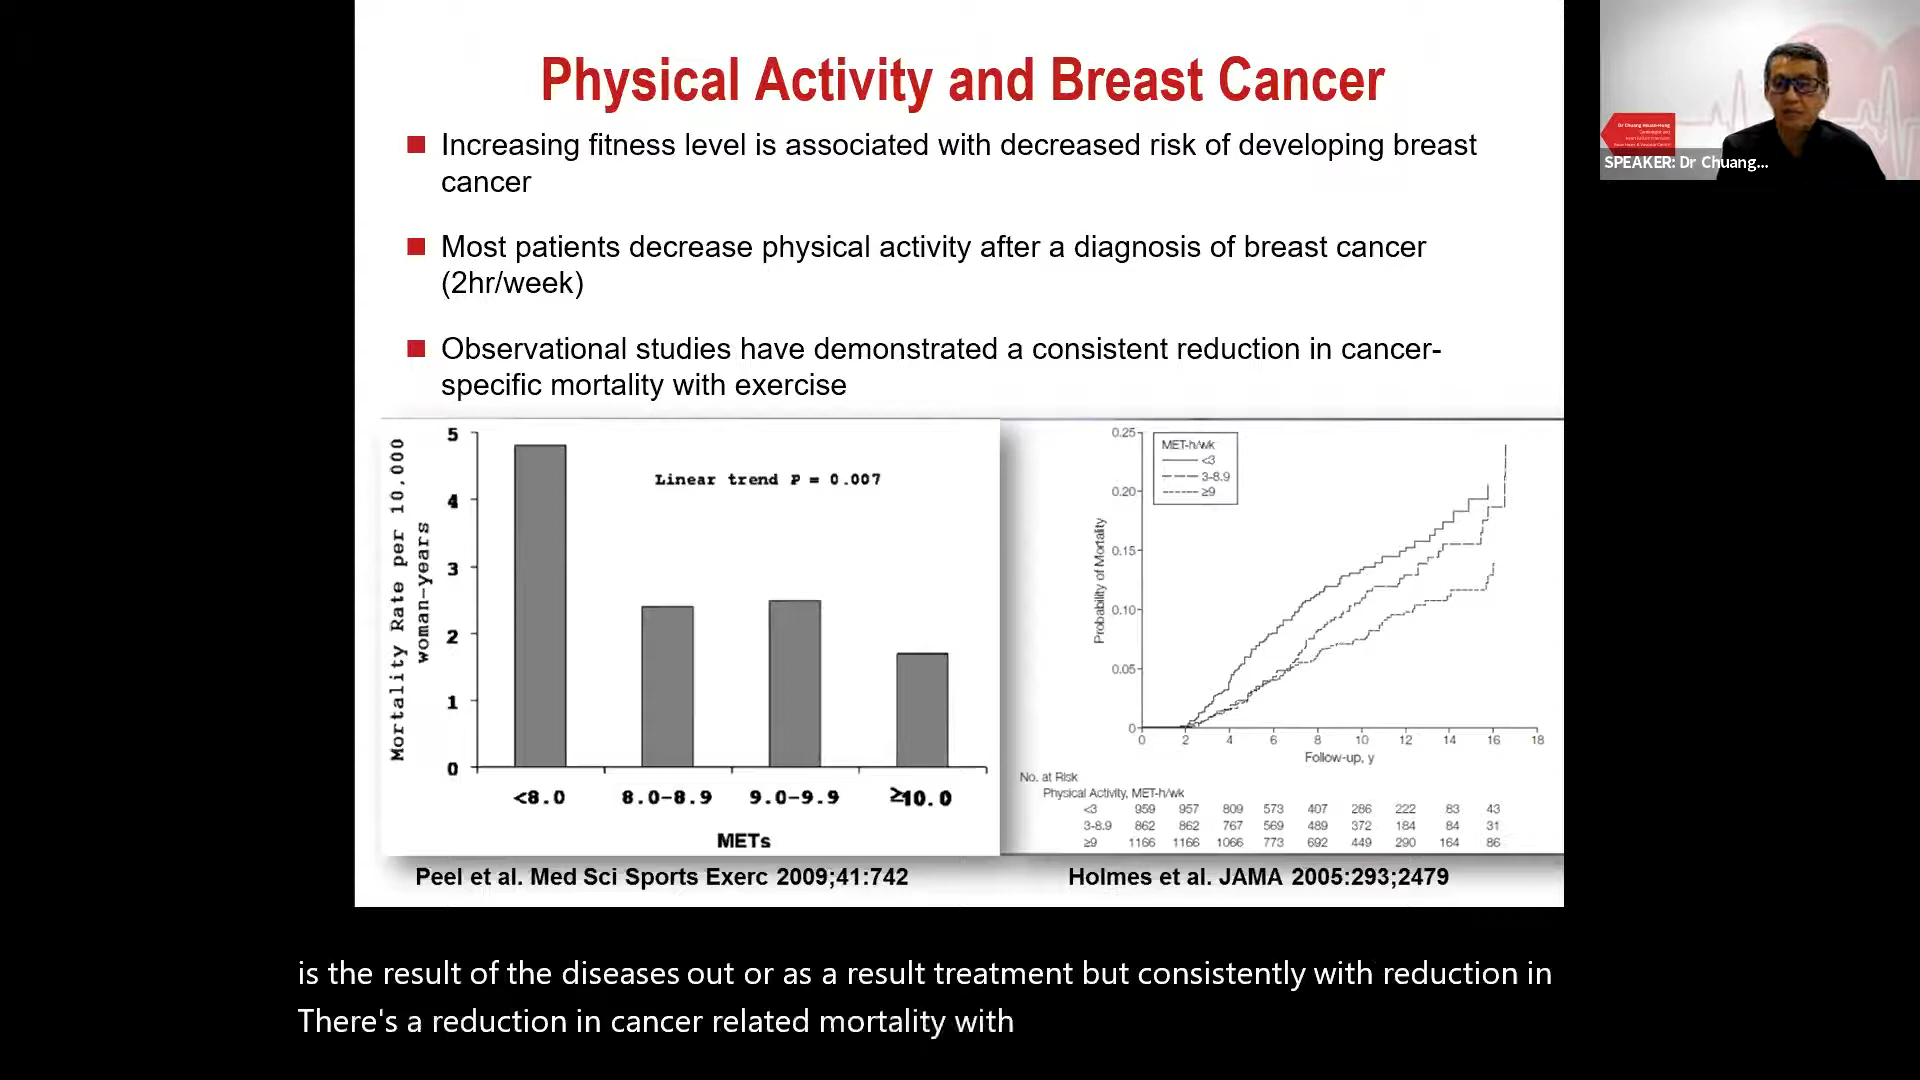 Physical Activity and Breast Cancer
Increasing fitness level is associated with decreased risk of developing breast
cancer
Most patients decrease physical activity after a diagnosis of breast cancer
(2hr/week)
Observational studies have demonstrated a consistent reduction in cancer-
specific mortality with exercise
Mortality Rate per 10,000
woman-years
5
4
3
2
1
0
Linear trend P = 0.007
<8.0 8.0-8.9 9.0-9.9 ≥10.0
METs
Peel et al. Med Sci Sports Exerc 2009;41:742
Probability of Mortality
0.25
0.20
0.15
0.10
0.05
0
MET-h/wk
<3
3-8.9
≥9
0 2 4 6 8 10 12 14 16 18
Follow-up, y
No. at Risk
Physical Activity, MET-h/wk
<3 959 957 809 573 407 286 222 83 43
3-8.9 862 862 767 569 489 372 184 84 31
≥9 1166 1166 1066 773 692 449 290 164 86
Holmes et al. JAMA 2005:293;2479
Dr Chuang Hsuan-Hung
SPEAKER: Dr Chuang...
is the result of the diseases out or as a result treatment but consistently with reduction in
There's a reduction in cancer related mortality with